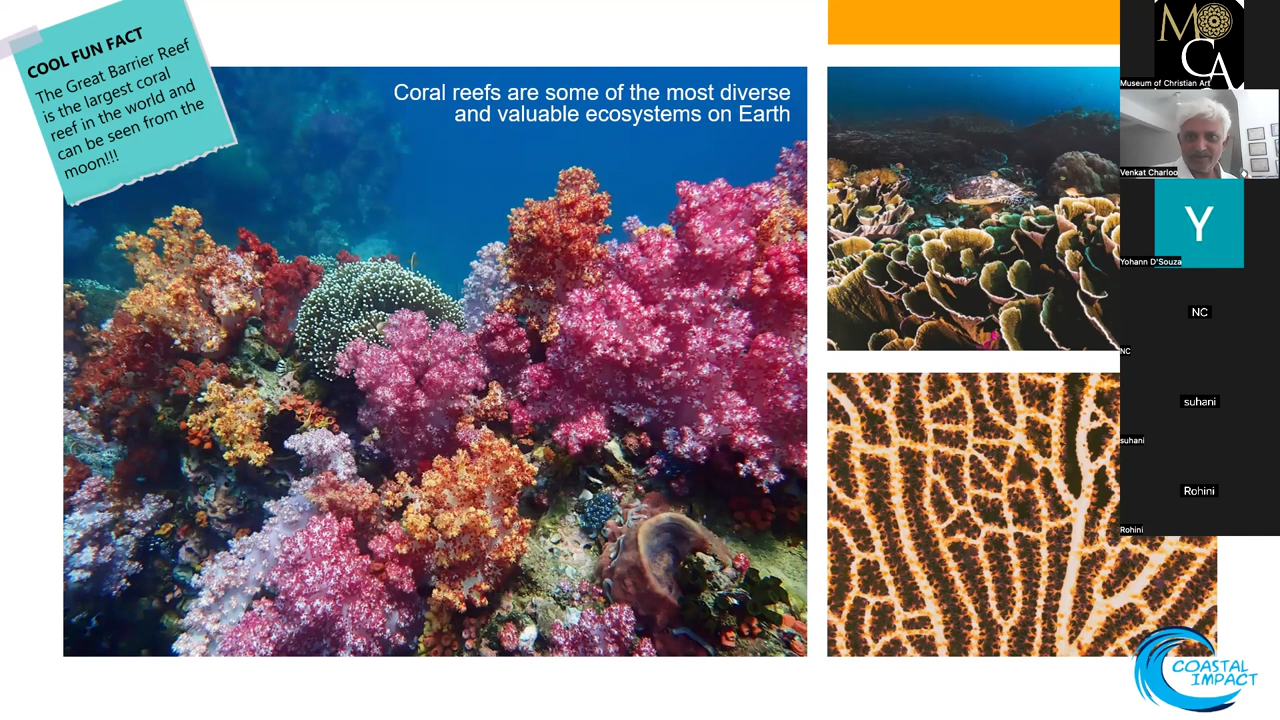 COOL FUN FACT
The Great Barrier Reef
is the largest coral
reef in the world and
can be seen from the
moon!!!
Coral reefs are some of the most diverse
and valuable ecosystems on Earth
MOCA
Museum of Christian Art
Venkat Charloo
Y
Yohann D'Souza
NC
NC
suhani
suhani
Rohini
Rohini
COASTAL
IMPACT